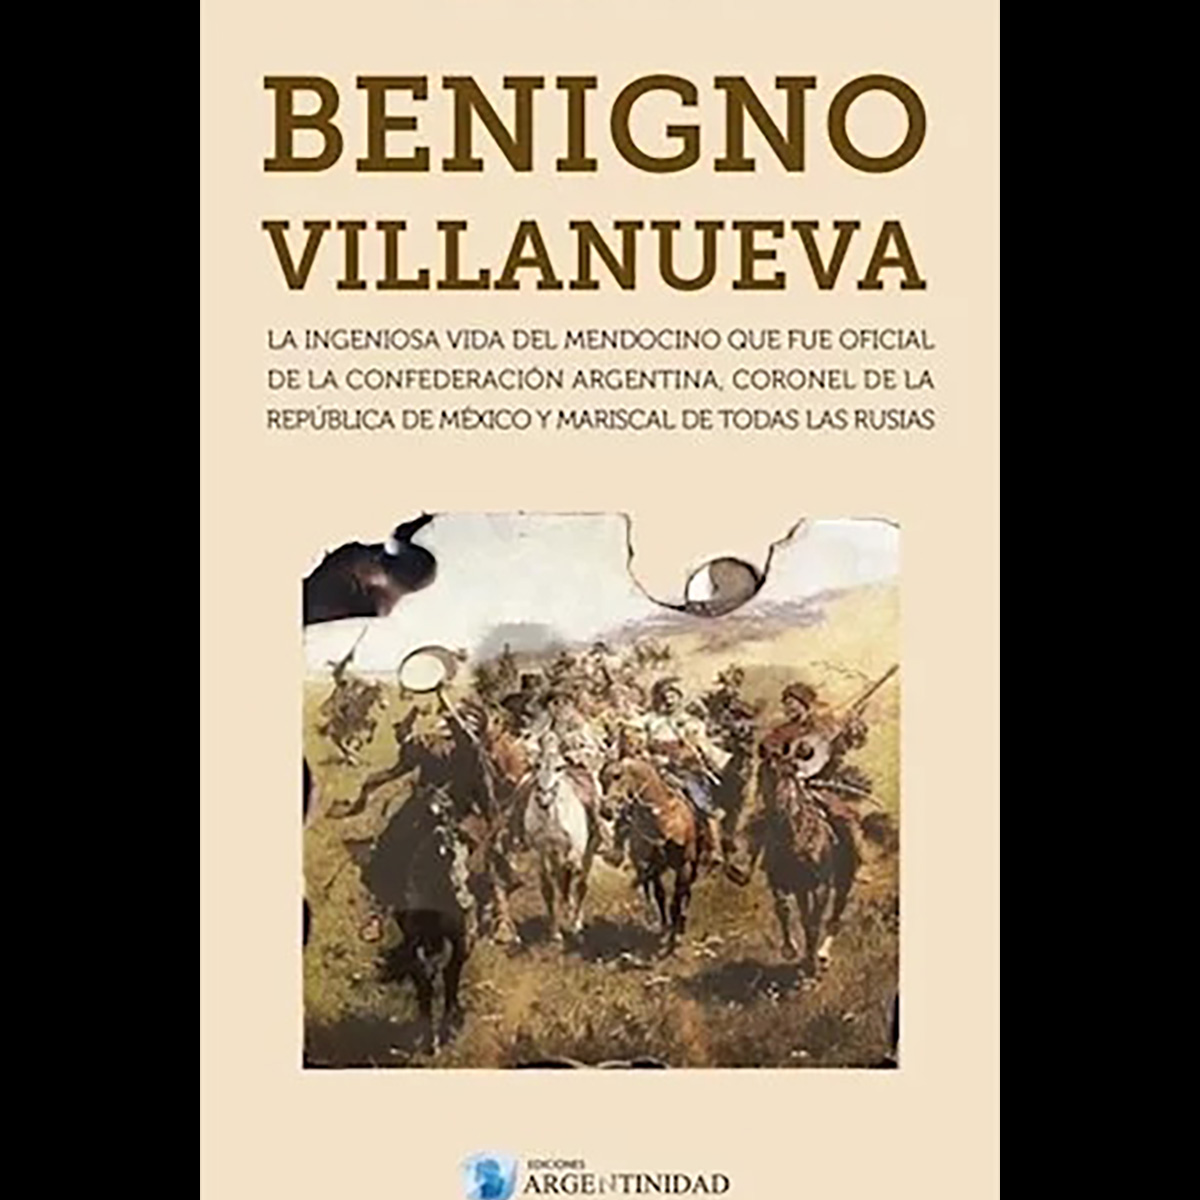 BENIGNO
VILLANUEVA
LA INGENIOSA VIDA DEL MENDOCINO QUE FUE OFICIAL
DE LA CONFEDERACIÓN ARGENTINA, CORONEL DE LA
REPÚBLICA DE MÉXICO Y MARISCAL DE TODAS LAS RUSIAS
EDICIONES
ARGENTINIDAD